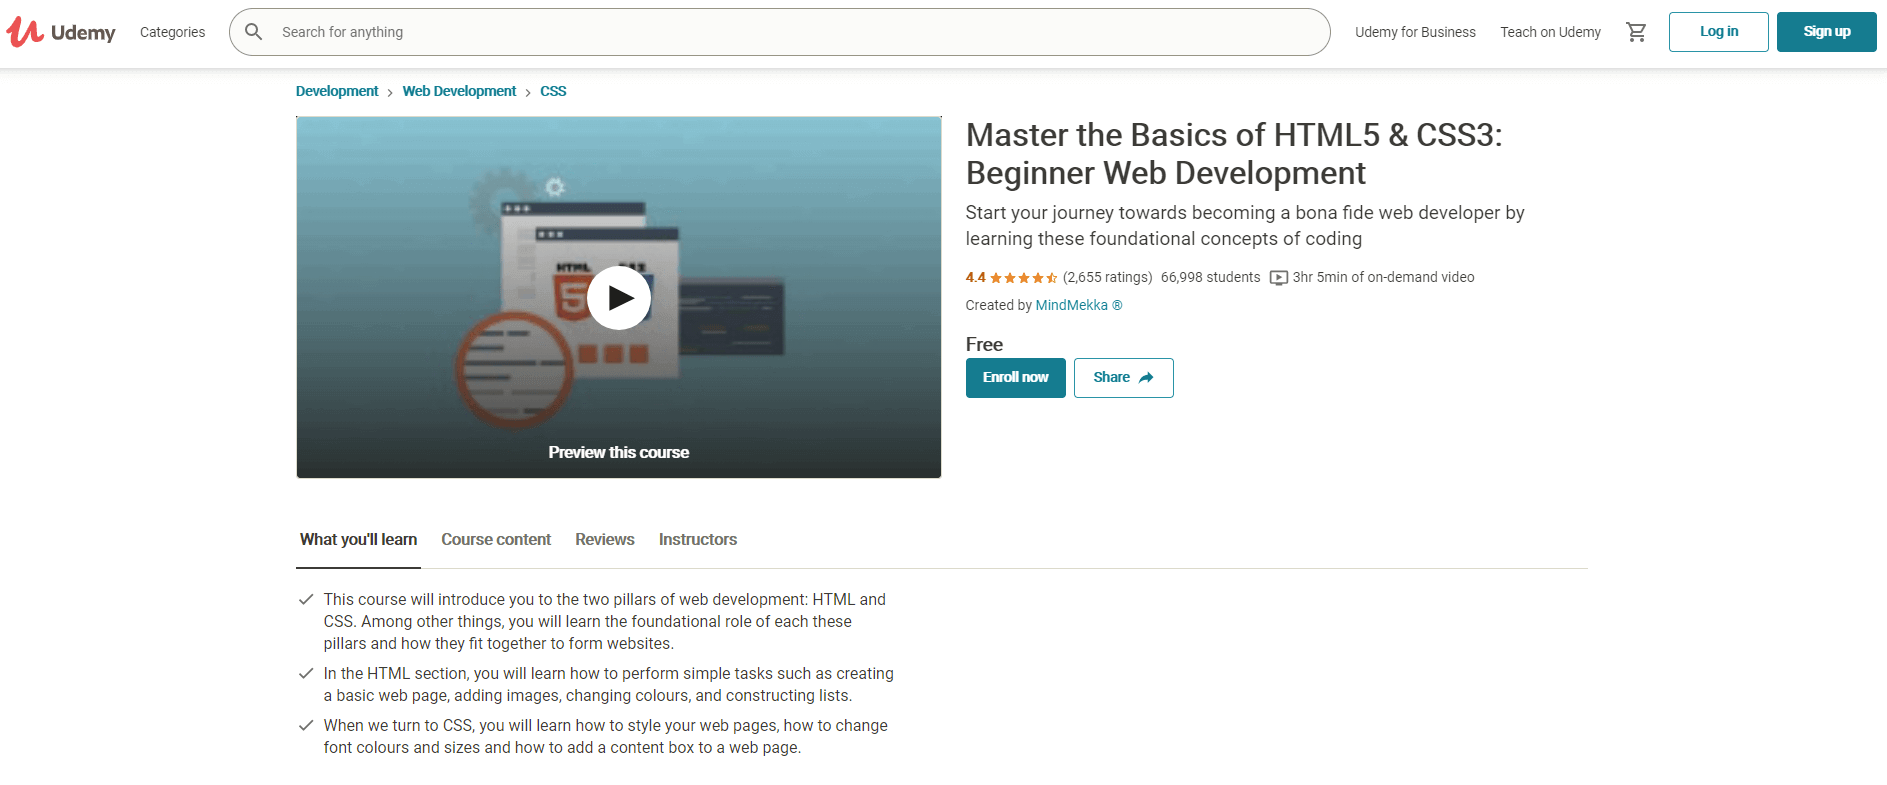 Udemy
Categories
Search for anything
Udemy for Business
Teach on Udemy
Log in
Sign up
Development > Web Development > CSS
HTML
5
Preview this course
Master the Basics of HTML5 & CSS3:
Beginner Web Development
Start your journey towards becoming a bona fide web developer by
learning these foundational concepts of coding
4.4 (2,655 ratings) 66,998 students 3hr 5min of on-demand video
Created by MindMekka ®
Free
Enroll now
Share
What you'll learn
Course content
Reviews
Instructors
This course will introduce you to the two pillars of web development: HTML and
CSS. Among other things, you will learn the foundational role of each these
pillars and how they fit together to form websites.
In the HTML section, you will learn how to perform simple tasks such as creating
a basic web page, adding images, changing colours, and constructing lists.
When we turn to CSS, you will learn how to style your web pages, how to change
font colours and sizes and how to add a content box to a web page.